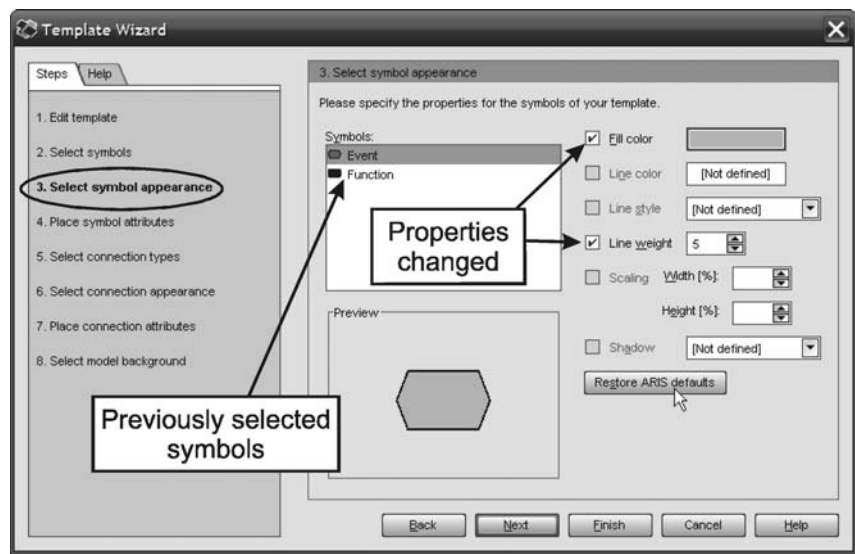 Template Wizard
Steps
Help
1. Edit template
2. Select symbols
3. Select symbol appearance
4. Place symbol attributes
5. Select connection types
6. Select connection appearance
7. Place connection attributes
8. Select model background
3. Select symbol appearance
Please specify the properties for the symbols of your template.
Symbols:
Event
Function
Fill color
Line color
[Not defined]
Line style
[Not defined]
Line weight
5
Scaling
Width [%]:
Height [%]:
Shadow
[Not defined]
Restore ARIS defaults
Preview
Properties
changed
Previously selected
symbols
Back
Next
Finish
Cancel
Help